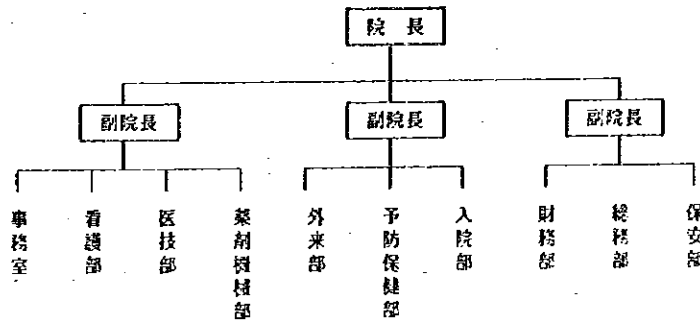 院長
副院長
副院長
副院長
事務室
看護部
医技部
薬剤機械部
外来部
予防保健部
入院部
財務部
総務部
保安部